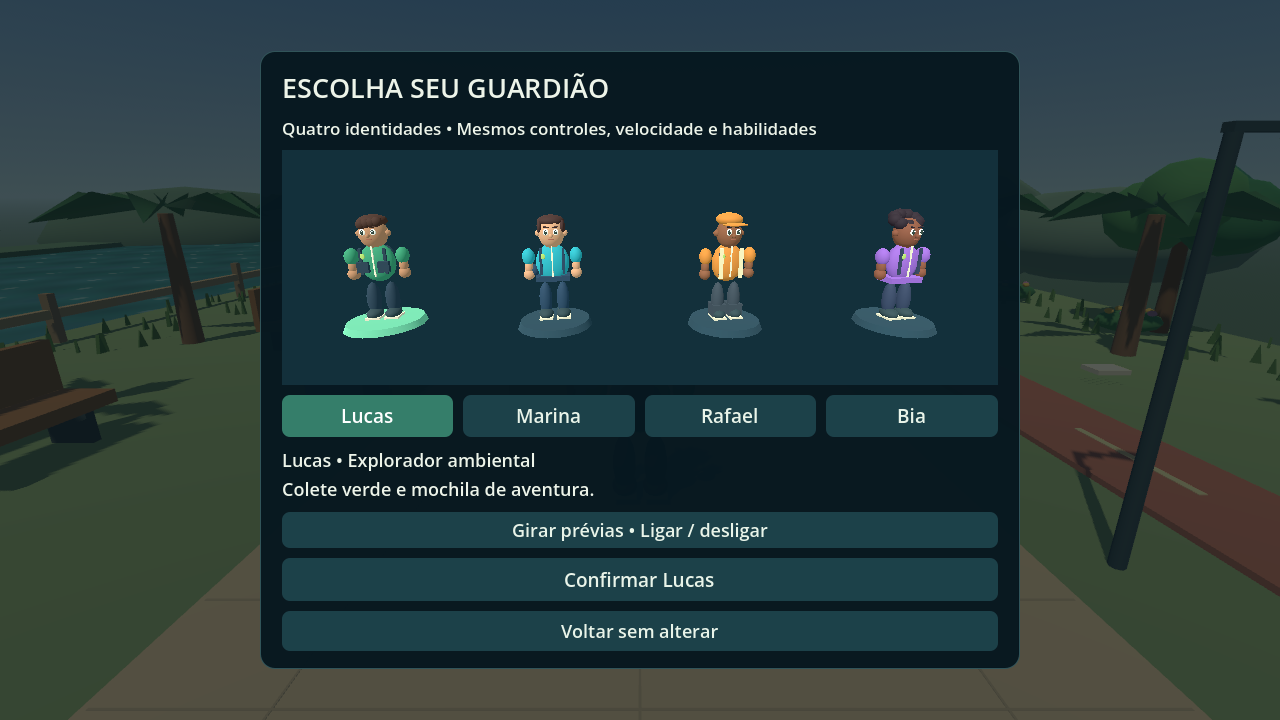 ESCOLHA SEU GUARDIÃO
Quatro identidades • Mesmos controles, velocidade e habilidades
Lucas
Marina
Rafael
Bia
Lucas • Explorador ambiental
Colete verde e mochila de aventura.
Girar prévias • Ligar / desligar
Confirmar Lucas
Voltar sem alterar